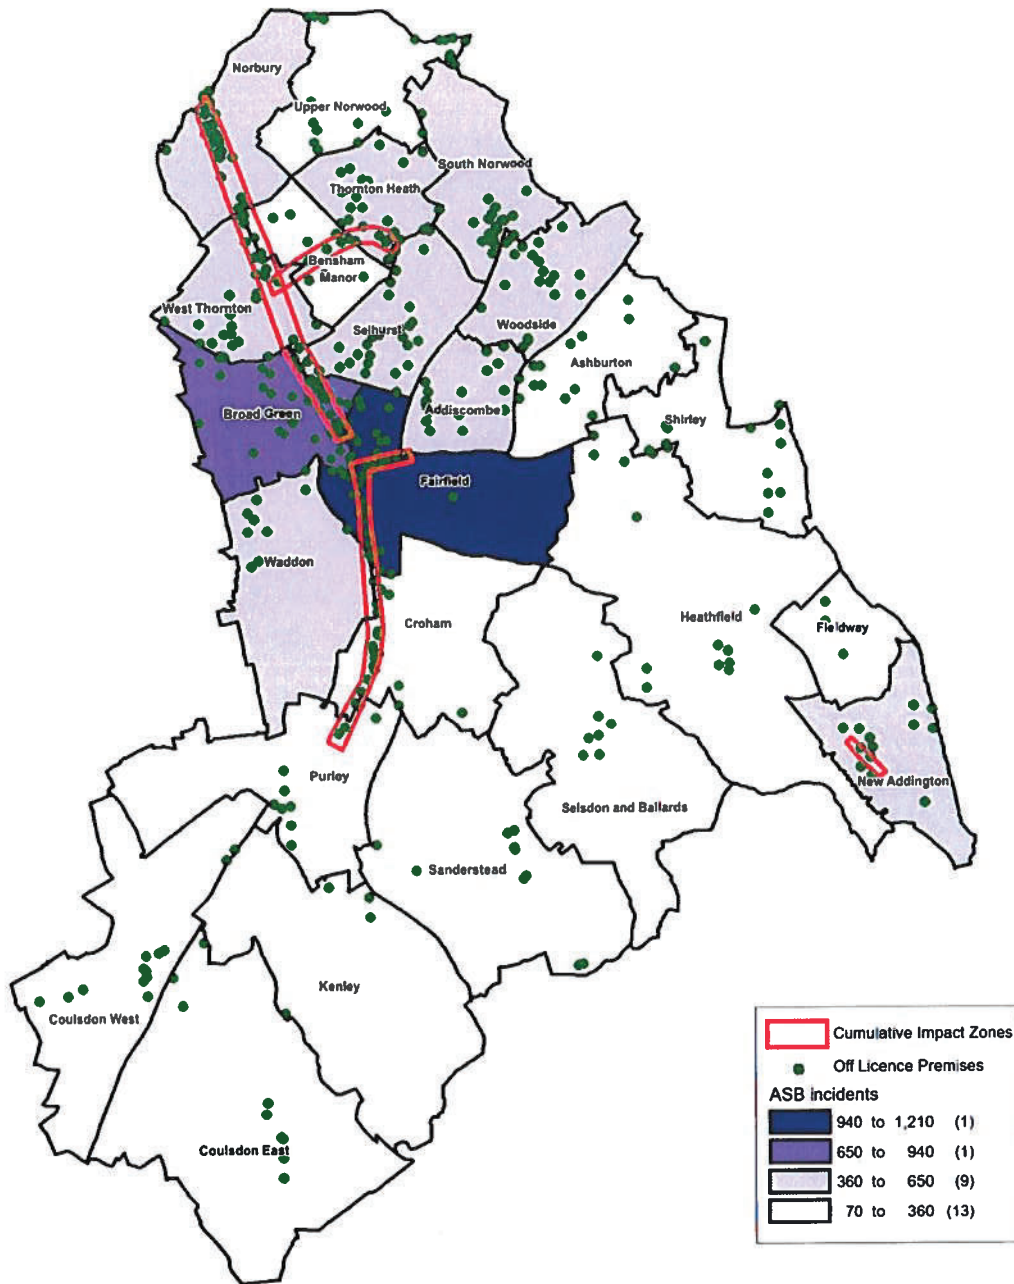 Norbury
Upper Norwood
South Norwood
Thornton Heath
Bensham
Manor
West Thornton
Selhurst
Woodside
Ashburton
Broad Green
Addiscombe
Shirley
Fairfield
Waddon
Croham
Heathfield
Fieldway
New Addington
Purley
Selsdon and Ballards
Sanderstead
Kenley
Coulsdon West
Coulsdon East
Cumulative Impact Zones
Off Licence Premises
ASB incidents
940 to 1,210 (1)
650 to 940 (1)
360 to 650 (9)
70 to 360 (13)